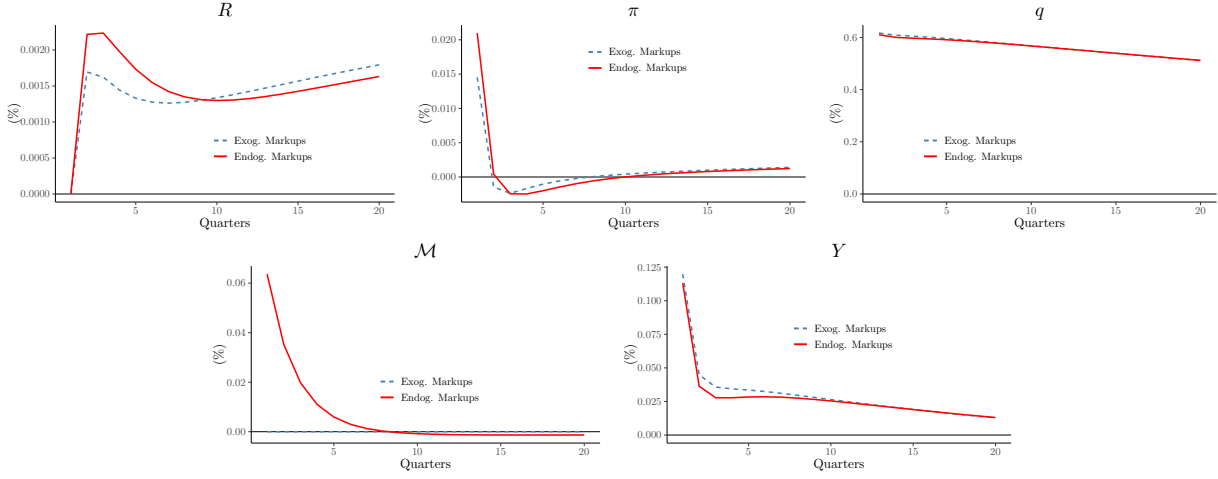 R
(%)
0.0020
0.0015
0.0010
0.0005
0.0000
Exog. Markups
Endog. Markups
5
10
15
20
Quarters
π
(%)
0.020
0.015
0.010
0.005
0.000
Exog. Markups
Endog. Markups
5
10
15
20
Quarters
q
(%)
0.6
0.4
0.2
0.0
Exog. Markups
Endog. Markups
5
10
15
20
Quarters
ℳ
(%)
0.06
0.04
0.02
0.00
Exog. Markups
Endog. Markups
5
10
15
20
Quarters
Y
(%)
0.125
0.100
0.075
0.050
0.025
0.000
Exog. Markups
Endog. Markups
5
10
15
20
Quarters